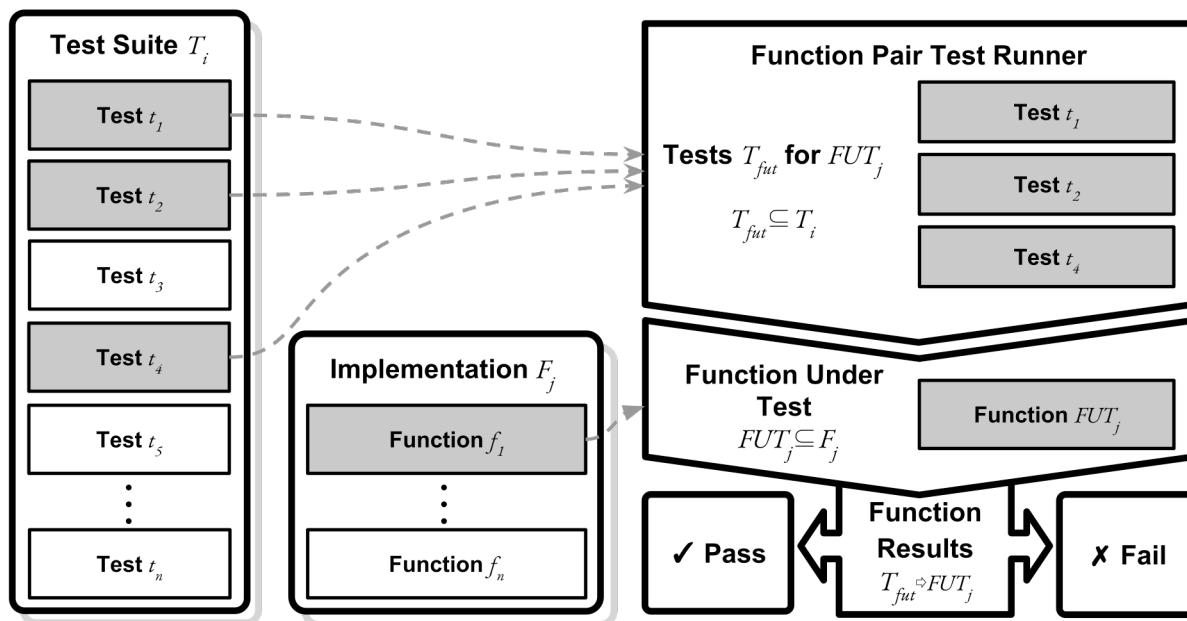 Test Suite T_i
Test t_1
Test t_2
Test t_3
Test t_4
Test t_5
Test t_n
Implementation F_j
Function f_1
Function f_n
Function Pair Test Runner
Tests T_fut for FUT_j
T_fut ⊆ T_i
Test t_1
Test t_2
Test t_4
Function Under
Test
FUT_j ⊆ F_j
Function FUT_j
✓ Pass
Function
Results
T_fut ⇨ FUT_j
✗ Fail